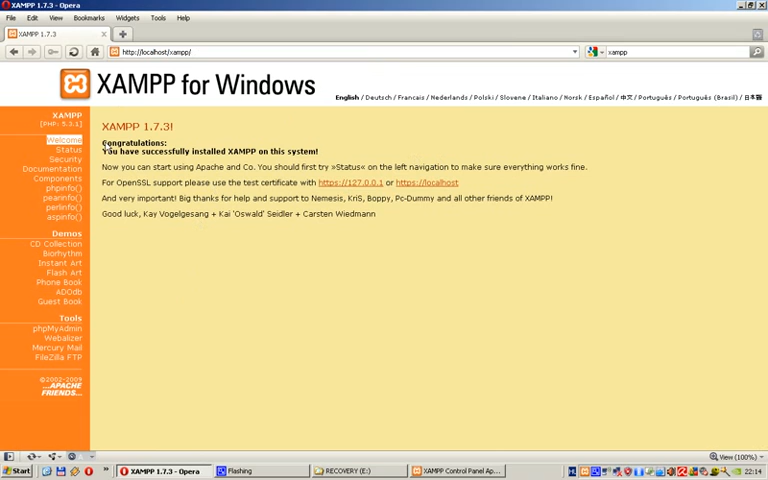 XAMPP 1.7.3 - Opera
File Edit View Bookmarks Widgets Tools Help
XAMPP 1.7.3
http://localhost/xampp/
xampp
XAMPP for Windows
English / Deutsch / Francais / Nederlands / Polski / Slovene / Italiano / Norsk / Español / 中文 / Português / Português (Brasil) / 日本語
XAMPP
[PHP: 5.3.1]
Welcome
Status
Security
Documentation
Components
phpinfo()
pearinfo()
perlinfo()
aspinfo()
Demos
CD Collection
Biorhythm
Instant Art
Flash Art
Phone Book
ADOdb
Guest Book
Tools
phpMyAdmin
Webalizer
Mercury Mail
FileZilla FTP
©2002-2009
...APACHE
FRIENDS...
XAMPP 1.7.3!
Congratulations:
You have successfully installed XAMPP on this system!
Now you can start using Apache and Co. You should first try »Status« on the left navigation to make sure everything works fine.
For OpenSSL support please use the test certificate with https://127.0.0.1 or https://localhost
And very important! Big thanks for help and support to Nemesis, KriS, Boppy, Pc-Dummy and all other friends of XAMPP!
Good luck, Kay Vogelgesang + Kai 'Oswald' Seidler + Carsten Wiedmann
View (100%)
Start
XAMPP 1.7.3 - Opera
Flashing
RECOVERY (E:)
XAMPP Control Panel Ap...
22:14